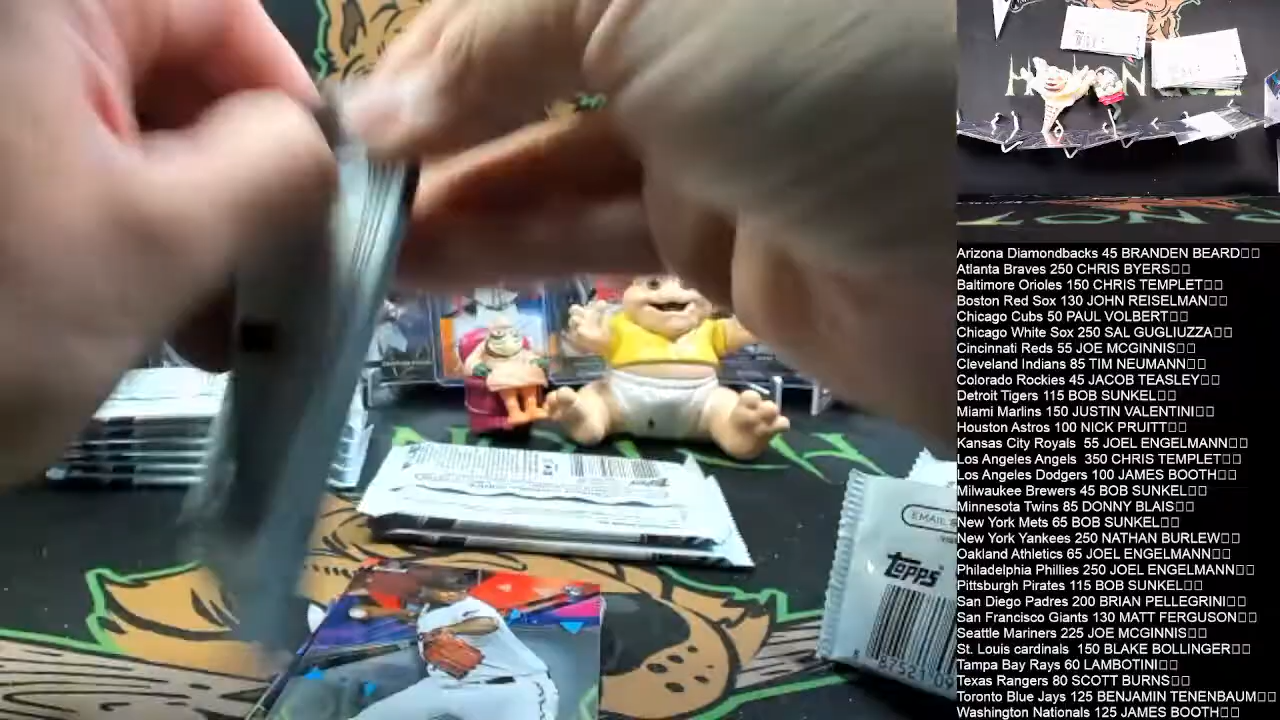 EMAIL
Topps
Arizona Diamondbacks 45 BRANDEN BEARD
Atlanta Braves 250 CHRIS BYERS
Baltimore Orioles 150 CHRIS TEMPLET
Boston Red Sox 130 JOHN REISELMAN
Chicago Cubs 50 PAUL VOLBERT
Chicago White Sox 250 SAL GUGLIUZZA
Cincinnati Reds 55 JOE MCGINNIS
Cleveland Indians 85 TIM NEUMANN
Colorado Rockies 45 JACOB TEASLEY
Detroit Tigers 115 BOB SUNKEL
Miami Marlins 150 JUSTIN VALENTINI
Houston Astros 100 NICK PRUITT
Kansas City Royals 55 JOEL ENGELMANN
Los Angeles Angels 350 CHRIS TEMPLET
Los Angeles Dodgers 100 JAMES BOOTH
Milwaukee Brewers 45 BOB SUNKEL
Minnesota Twins 85 DONNY BLAIS
New York Mets 65 BOB SUNKEL
New York Yankees 250 NATHAN BURLEW
Oakland Athletics 65 JOEL ENGELMANN
Philadelphia Phillies 250 JOEL ENGELMANN
Pittsburgh Pirates 115 BOB SUNKEL
San Diego Padres 200 BRIAN PELLEGRINI
San Francisco Giants 130 MATT FERGUSON
Seattle Mariners 225 JOE MCGINNIS
St. Louis cardinals 150 BLAKE BOLLINGER
Tampa Bay Rays 60 LAMBOTINI
Texas Rangers 80 SCOTT BURNS
Toronto Blue Jays 125 BENJAMIN TENENBAUM
Washington Nationals 125 JAMES BOOTH